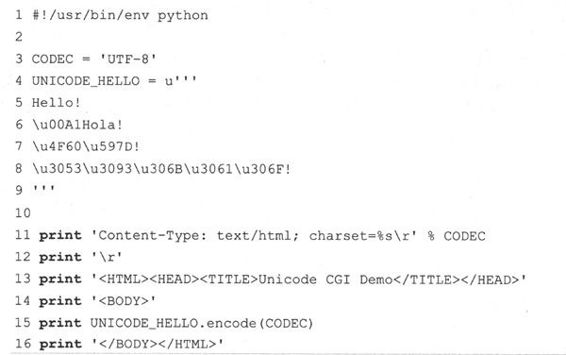 1 #!/usr/bin/env python
2
3 CODEC = 'UTF-8'
4 UNICODE_HELLO = u'''
5 Hello!
6 \u00A1Hola!
7 \u4F60\u597D!
8 \u3053\u3093\u306B\u3061\u306F!
9 '''
10
11 print 'Content-Type: text/html; charset=%s\r' % CODEC
12 print '\r'
13 print '<HTML><HEAD><TITLE>Unicode CGI Demo</TITLE></HEAD>'
14 print '<BODY>'
15 print UNICODE_HELLO.encode(CODEC)
16 print '</BODY></HTML>'